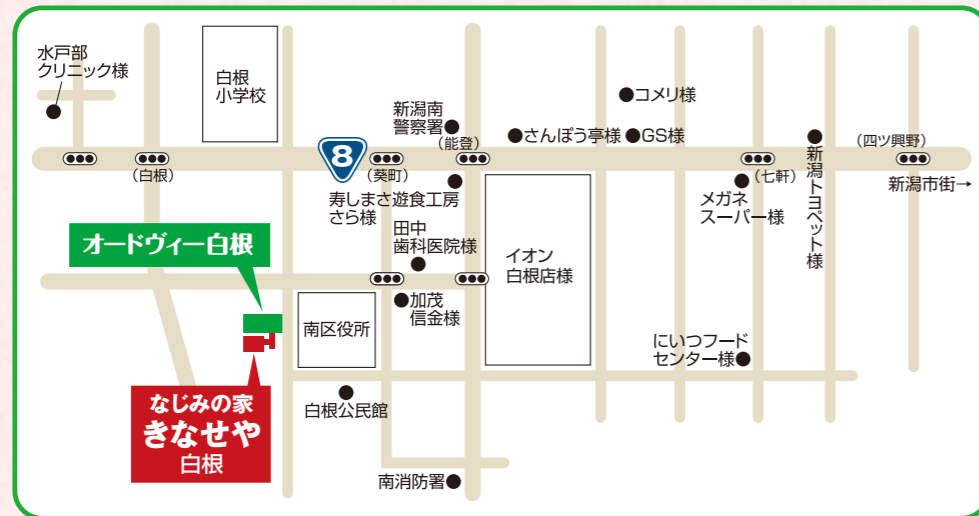 水戸部
クリニック様
白根
小学校
新潟南
警察署
(能登)
コメリ様
さんぽう亭様
GS様
(四ツ興野)
(白根)
8
(葵町)
(七軒)
新潟トヨペット様
新潟市街→
寿しまさ遊食工房
さら様
メガネ
スーパー様
田中
歯科医院様
イオン
白根店様
オードヴィー白根
加茂
信金様
南区役所
にいつフード
センター様
なじみの家
きなせや
白根
白根公民館
南消防署